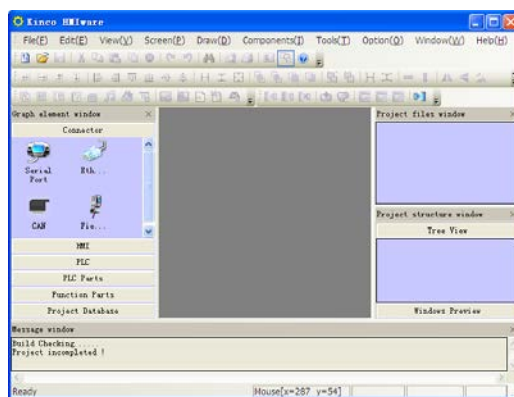 Kinco HMIware
File(F) Edit(E) View(V) Screen(P) Draw(D) Components(I) Tools(T) Option(O) Window(W) Help(H)
Graph element window
Connector
Serial Port
Eth...
CAN
Fie...
HMI
PLC
PLC Parts
Function Parts
Project Database
Project files window
Project structure window
Tree View
Windows Preview
Message window
Build Checking .....
Project incompleted !
Ready
Mouse[x=287 y=54]